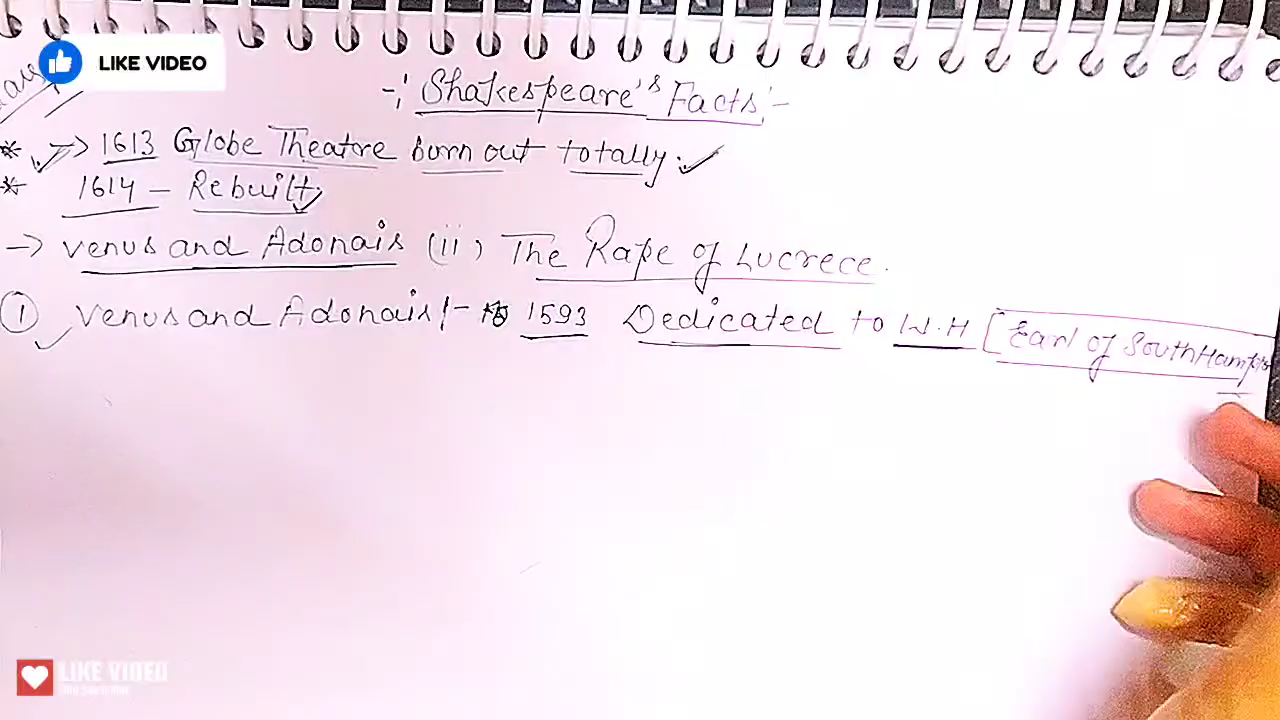 LIKE VIDEO
-: Shakespeare's Facts :-
* → 1613 Globe Theatre burn out totally.
* 1614 - Rebuilt
→ Venus and Adonais (ii) The Rape of Lucrece.
① Venus and Adonais :- 1593 Dedicated to W.H [Earl of SouthHampton
LIKE VIDEO